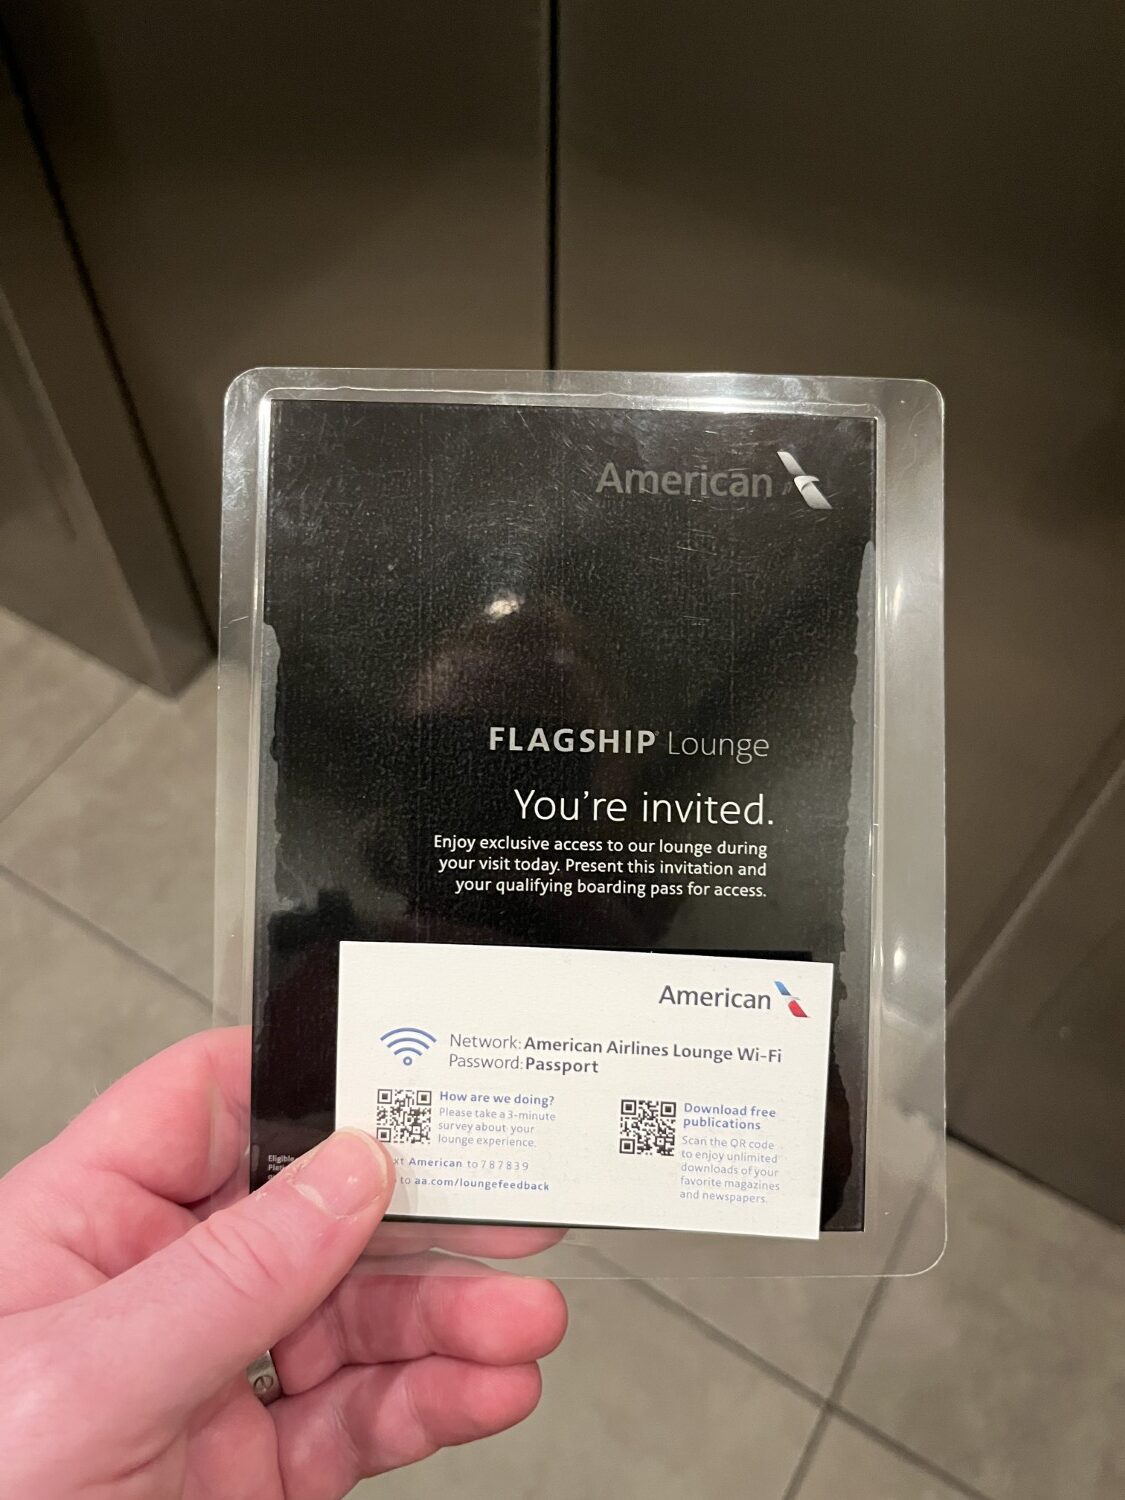 American
FLAGSHIP Lounge
You're invited.
Enjoy exclusive access to our lounge during
your visit today. Present this invitation and
your qualifying boarding pass for access.
American
Network: American Airlines Lounge Wi-Fi
Password: Passport
How are we doing?
Please take a 3-minute
survey about your
lounge experience.
American to 787839
to aa.com/loungefeedback
Download free
publications
Scan the QR code
to enjoy unlimited
downloads of your
favorite magazines
and newspapers.
Eligible